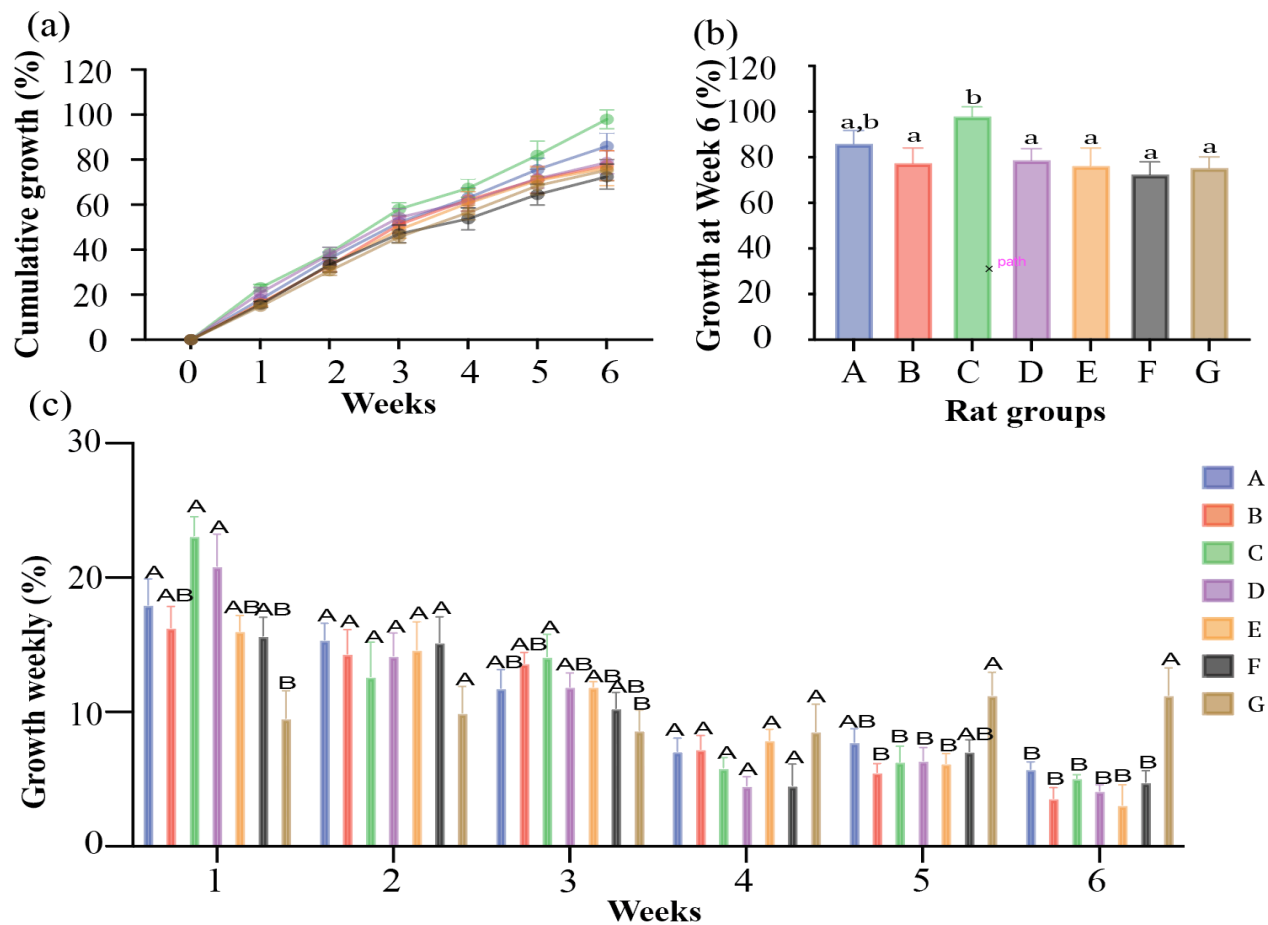 (a)
Cumulative growth (%)
120
100
80
60
40
20
0
0 1 2 3 4 5 6
Weeks
(b)
Growth at Week 6 (%)
120
100
80
60
40
20
0
a,b a b a a a a
path
A B C D E F G
Rat groups
(c)
Growth weekly (%)
30
20
10
0
A AB A A AB AB B
A A A A A A A
AB AB A AB AB AB B
A A A A A A A
AB B B B B AB A
B B B B B B A
1 2 3 4 5 6
Weeks
A
B
C
D
E
F
G